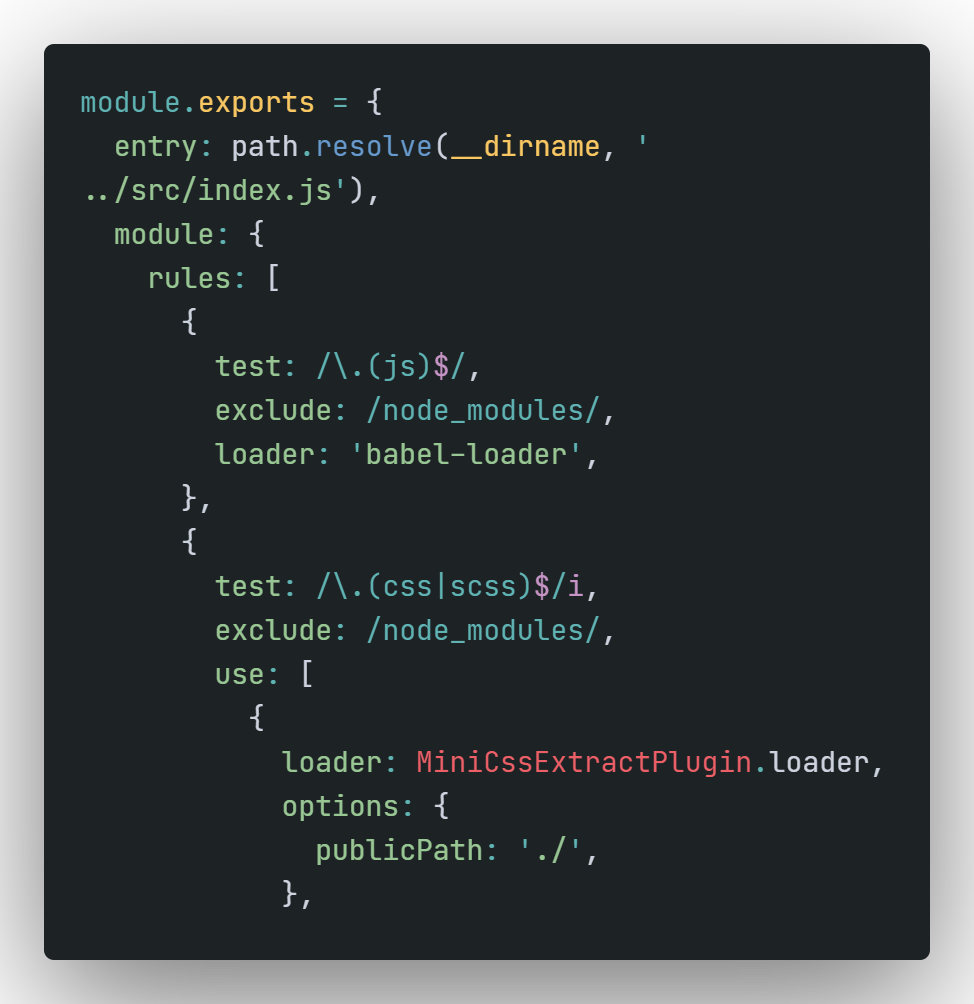 module.exports = {
  entry: path.resolve(__dirname, '
../src/index.js'),
  module: {
    rules: [
      {
        test: /\.(js)$/,
        exclude: /node_modules/,
        loader: 'babel-loader',
      },
      {
        test: /\.(css|scss)$/i,
        exclude: /node_modules/,
        use: [
          {
            loader: MiniCssExtractPlugin.loader,
            options: {
              publicPath: './',
            },